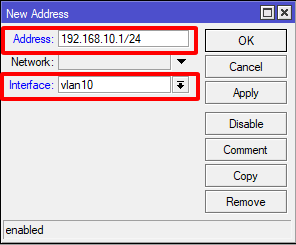 New Address
Address: 192.168.10.1/24
OK
Network:
Cancel
Interface: vlan10
Apply
Disable
Comment
Copy
Remove
enabled